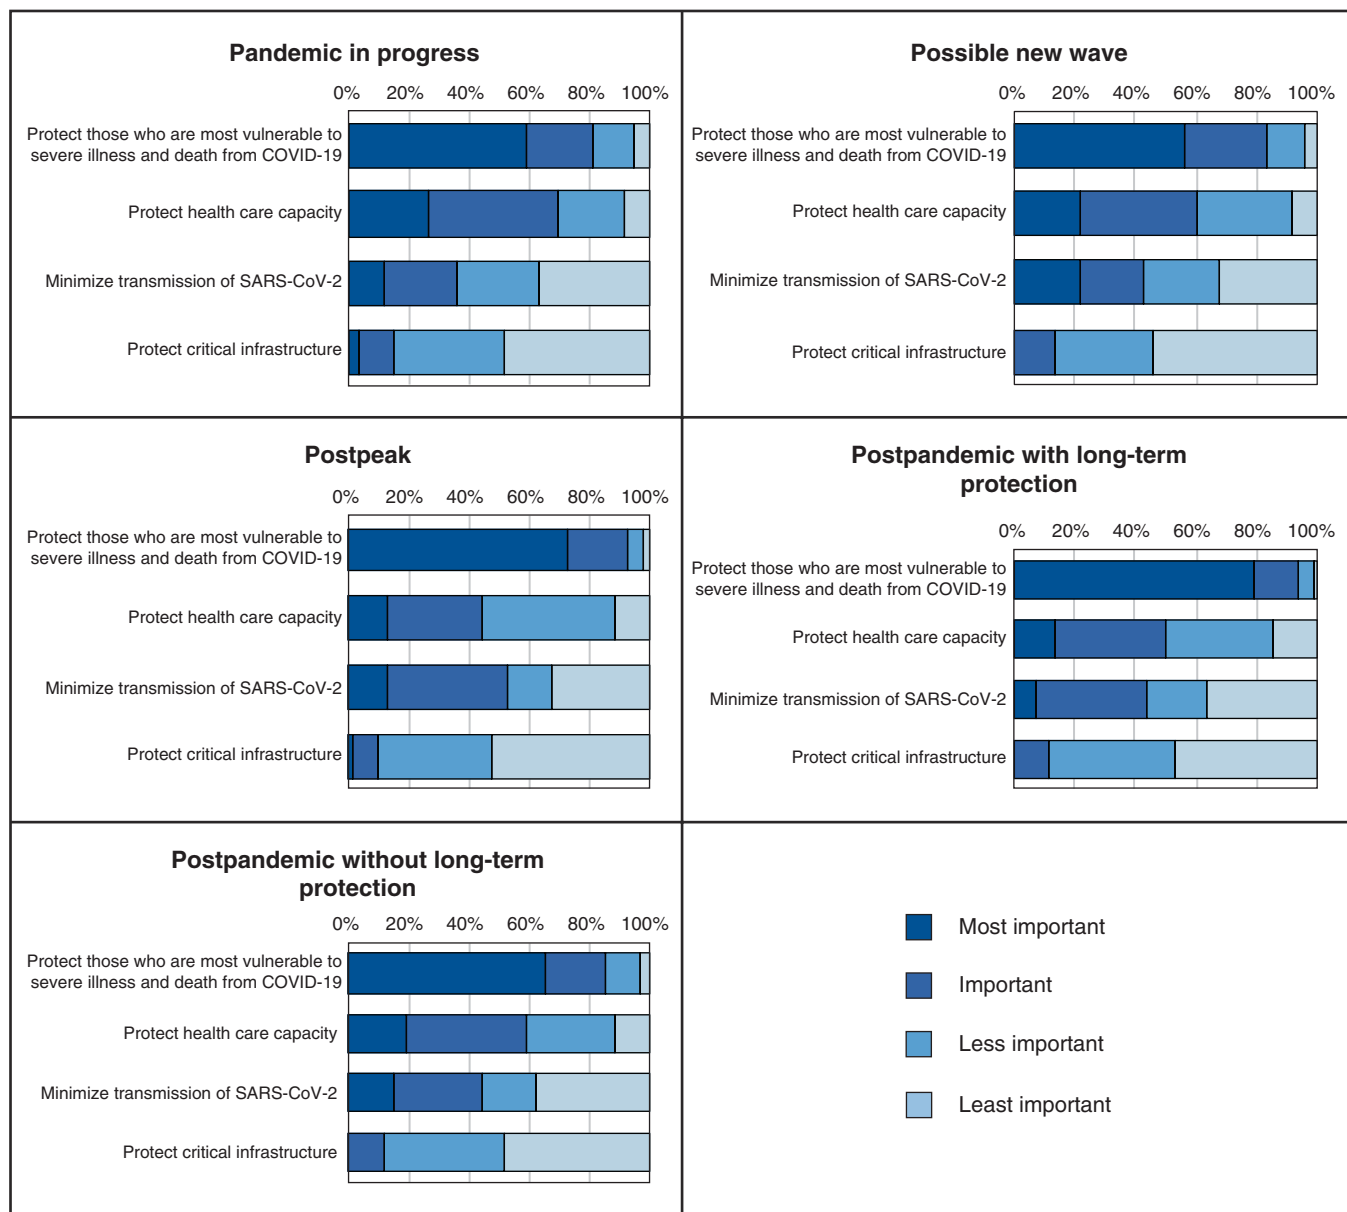 Pandemic in progress
0% 20% 40% 60% 80% 100%
Protect those who are most vulnerable to
severe illness and death from COVID-19
Protect health care capacity
Minimize transmission of SARS-CoV-2
Protect critical infrastructure
Possible new wave
0% 20% 40% 60% 80% 100%
Protect those who are most vulnerable to
severe illness and death from COVID-19
Protect health care capacity
Minimize transmission of SARS-CoV-2
Protect critical infrastructure
Postpeak
0% 20% 40% 60% 80% 100%
Protect those who are most vulnerable to
severe illness and death from COVID-19
Protect health care capacity
Minimize transmission of SARS-CoV-2
Protect critical infrastructure
Postpandemic with long-term
protection
0% 20% 40% 60% 80% 100%
Protect those who are most vulnerable to
severe illness and death from COVID-19
Protect health care capacity
Minimize transmission of SARS-CoV-2
Protect critical infrastructure
Postpandemic without long-term
protection
0% 20% 40% 60% 80% 100%
Protect those who are most vulnerable to
severe illness and death from COVID-19
Protect health care capacity
Minimize transmission of SARS-CoV-2
Protect critical infrastructure
Most important
Important
Less important
Least important